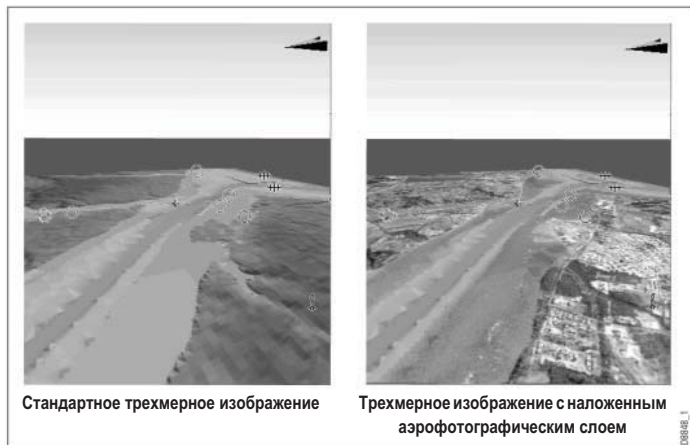 Стандартное трехмерное изображение
Трехмерное изображение с наложенным
аэрофотографическим слоем
D8848_1